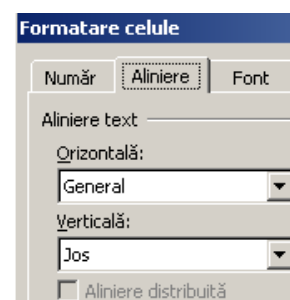 Formatare celule
Număr Aliniere Font
Aliniere text
Orizontală:
General
Verticală:
Jos
Aliniere distribuită